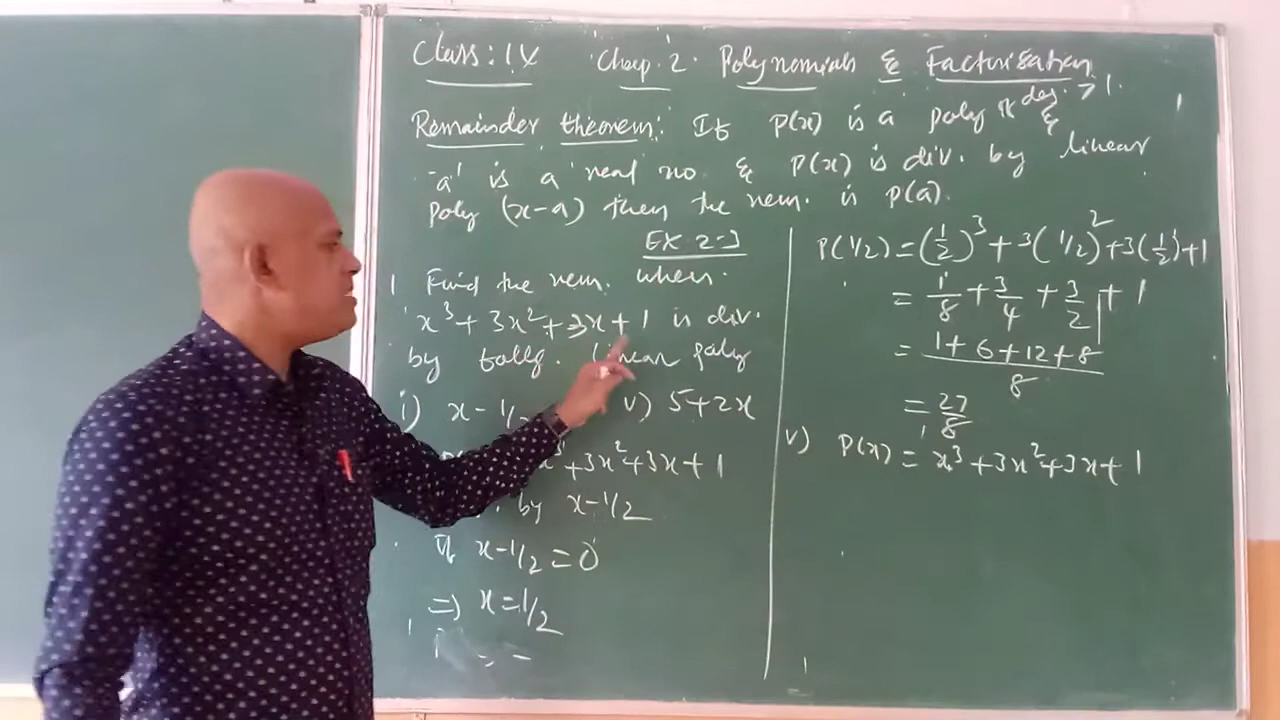 Class: IX Chap. 2. Polynomials & Factorisation
Remainder theorem: If P(x) is a poly of deg. > 1. &
'a' is a real no. & P(x) is div. by linear
poly (x-a) then the rem. is P(a).
EX 2.3
1 Find the rem. when.
x³ + 3x² + 3x + 1 is div.
by follg. linear poly
i) x - 1/2 v) 5+2x
x³ + 3x² + 3x + 1
by x-1/2
if x-1/2 = 0
=> x = 1/2
P(1/2) = (1/2)³ + 3(1/2)² + 3(1/2) + 1
= 1/8 + 3/4 + 3/2 + 1
= 1 + 6 + 12 + 8 / 8
= 27/8
v) P(x) = x³ + 3x² + 3x + 1